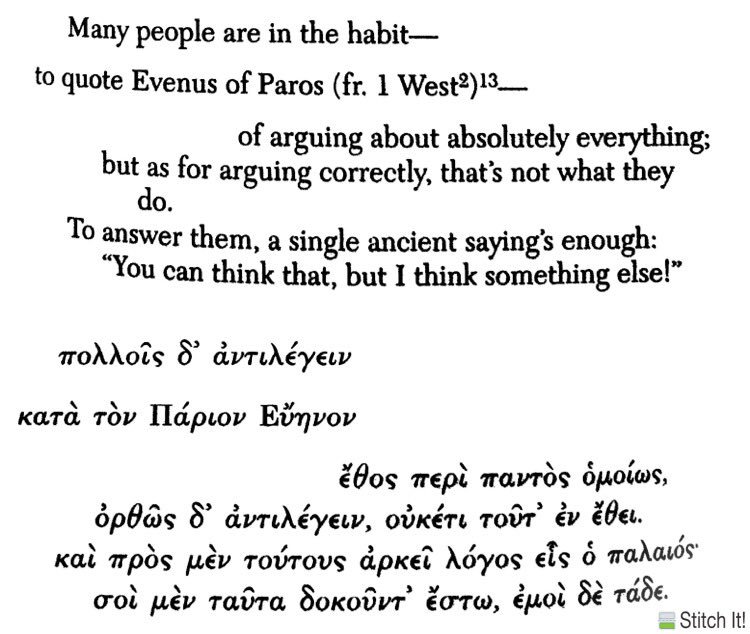 Many people are in the habit—
to quote Evenus of Paros (fr. 1 West²)¹³—
of arguing about absolutely everything;
but as for arguing correctly, that's not what they
do.
To answer them, a single ancient saying's enough:
“You can think that, but I think something else!”
πολλοῖς δ’ ἀντιλέγειν
κατὰ τὸν Πάριον Εὔηνον
ἔθος περὶ παντὸς ὁμοίως,
ὀρθῶς δ’ ἀντιλέγειν, οὐκέτι τοῦτ’ ἐν ἔθει.
καὶ πρὸς μὲν τούτους ἀρκεῖ λόγος εἷς ὁ παλαιός·
σοὶ μὲν ταῦτα δοκοῦντ’ ἔστω, ἐμοὶ δὲ τάδε.
Stitch It!